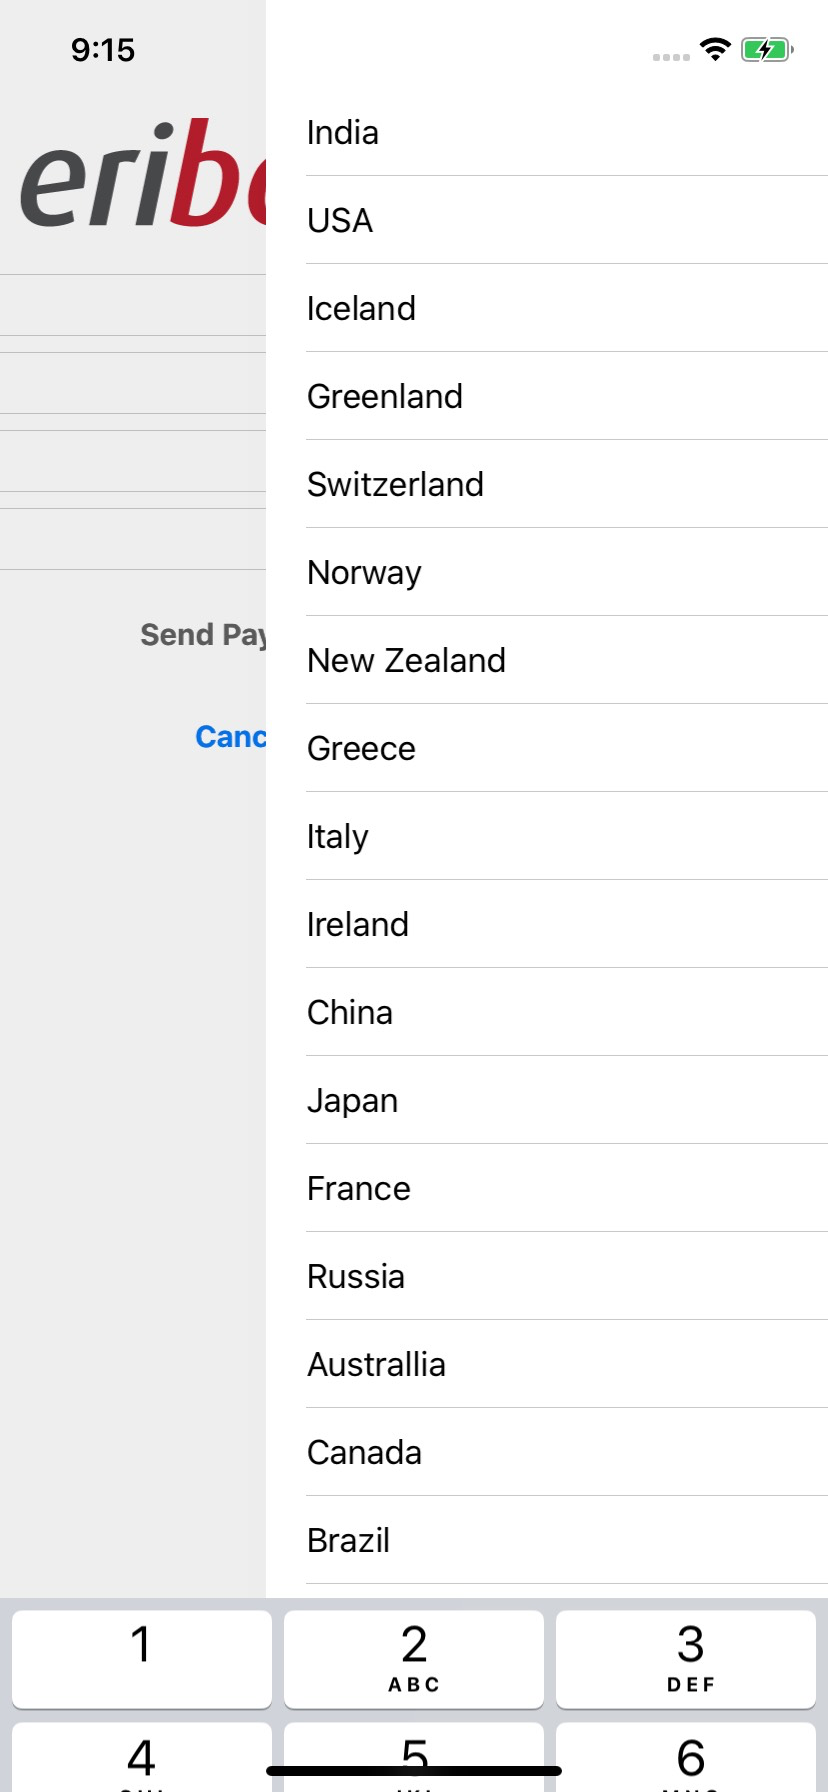 9:15
erib
India
USA
Iceland
Greenland
Switzerland
Norway
Send Pay
New Zealand
Canc
Greece
Italy
Ireland
China
Japan
France
Russia
Australlia
Canada
Brazil
1
2
ABC
3
DEF
4
5
6